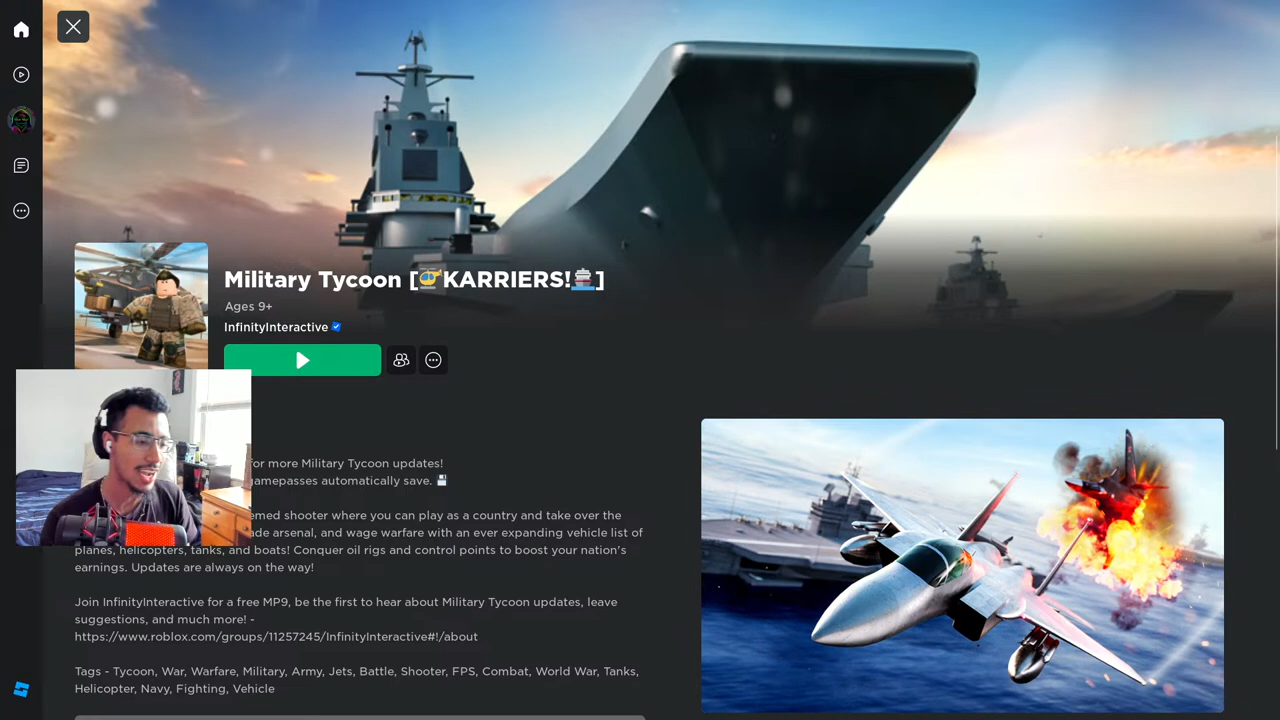 Military Tycoon [🚁KARRIERS!🚢]
Ages 9+
InfinityInteractive
for more Military Tycoon updates!
gamepasses automatically save. 💾
emed shooter where you can play as a country and take over the
ade arsenal, and wage warfare with an ever expanding vehicle list of
planes, helicopters, tanks, and boats! Conquer oil rigs and control points to boost your nation's
earnings. Updates are always on the way!
Join InfinityInteractive for a free MP9, be the first to hear about Military Tycoon updates, leave
suggestions, and much more! -
https://www.roblox.com/groups/11257245/InfinityInteractive#!/about
Tags - Tycoon, War, Warfare, Military, Army, Jets, Battle, Shooter, FPS, Combat, World War, Tanks,
Helicopter, Navy, Fighting, Vehicle